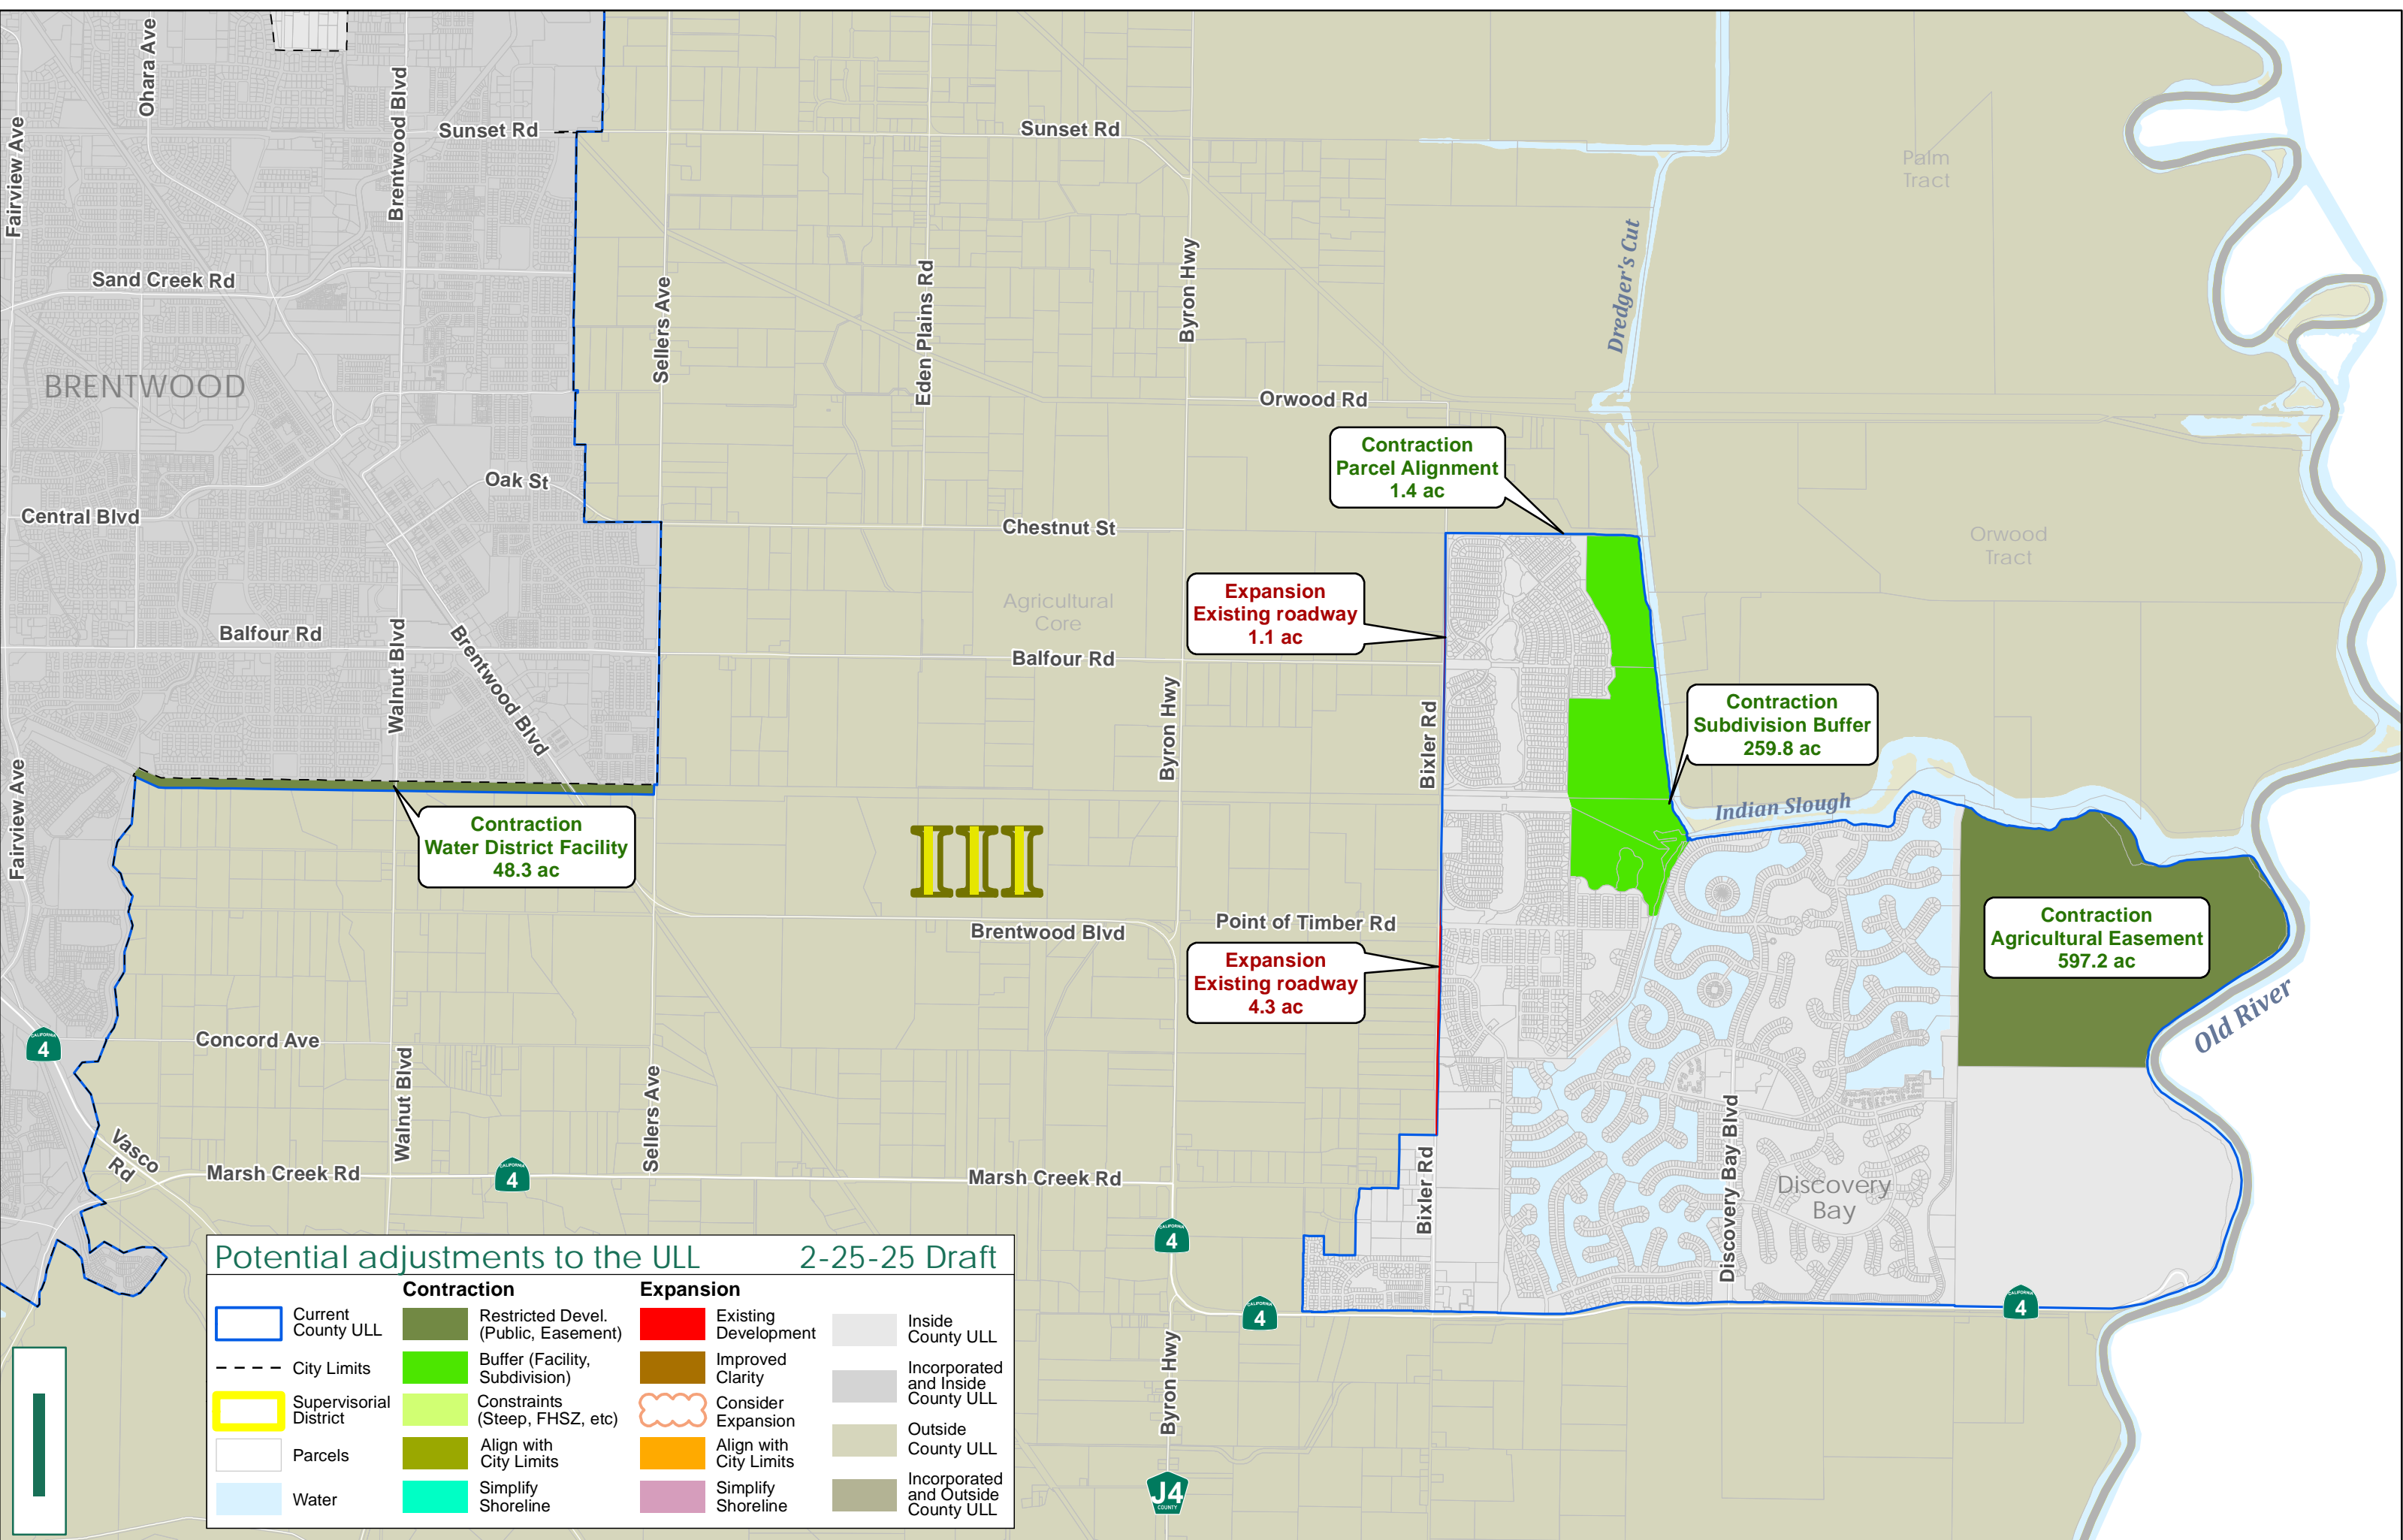 Fairview Ave
Ohara Ave
Brentwood Blvd
Sunset Rd
Sunset Rd
Palm
Tract
Sand Creek Rd
Sellers Ave
Eden Plains Rd
Byron Hwy
Dredger's Cut
BRENTWOOD
Orwood Rd
Contraction
Parcel Alignment
1.4 ac
Oak St
Central Blvd
Chestnut St
Orwood
Tract
Agricultural
Core
Expansion
Existing roadway
1.1 ac
Balfour Rd
Walnut Blvd
Brentwood Blvd
Balfour Rd
Byron Hwy
Bixler Rd
Contraction
Subdivision Buffer
259.8 ac
Fairview Ave
Indian Slough
Contraction
Water District Facility
48.3 ac
III
Brentwood Blvd
Point of Timber Rd
Contraction
Agricultural Easement
597.2 ac
Expansion
Existing roadway
4.3 ac
Old River
CALIFORNIA
4
Concord Ave
Walnut Blvd
Sellers Ave
Vasco
Rd
Marsh Creek Rd
CALIFORNIA
4
Marsh Creek Rd
Bixler Rd
Discovery Bay Blvd
Discovery
Bay
CALIFORNIA
4
CALIFORNIA
4
CALIFORNIA
4
Byron Hwy
J4
COUNTY
Potential adjustments to the ULL 2-25-25 Draft
Current
County ULL
City Limits
Supervisorial
District
Parcels
Water
Contraction
Restricted Devel.
(Public, Easement)
Buffer (Facility,
Subdivision)
Constraints
(Steep, FHSZ, etc)
Align with
City Limits
Simplify
Shoreline
Expansion
Existing
Development
Improved
Clarity
Consider
Expansion
Align with
City Limits
Simplify
Shoreline
Inside
County ULL
Incorporated
and Inside
County ULL
Outside
County ULL
Incorporated
and Outside
County ULL